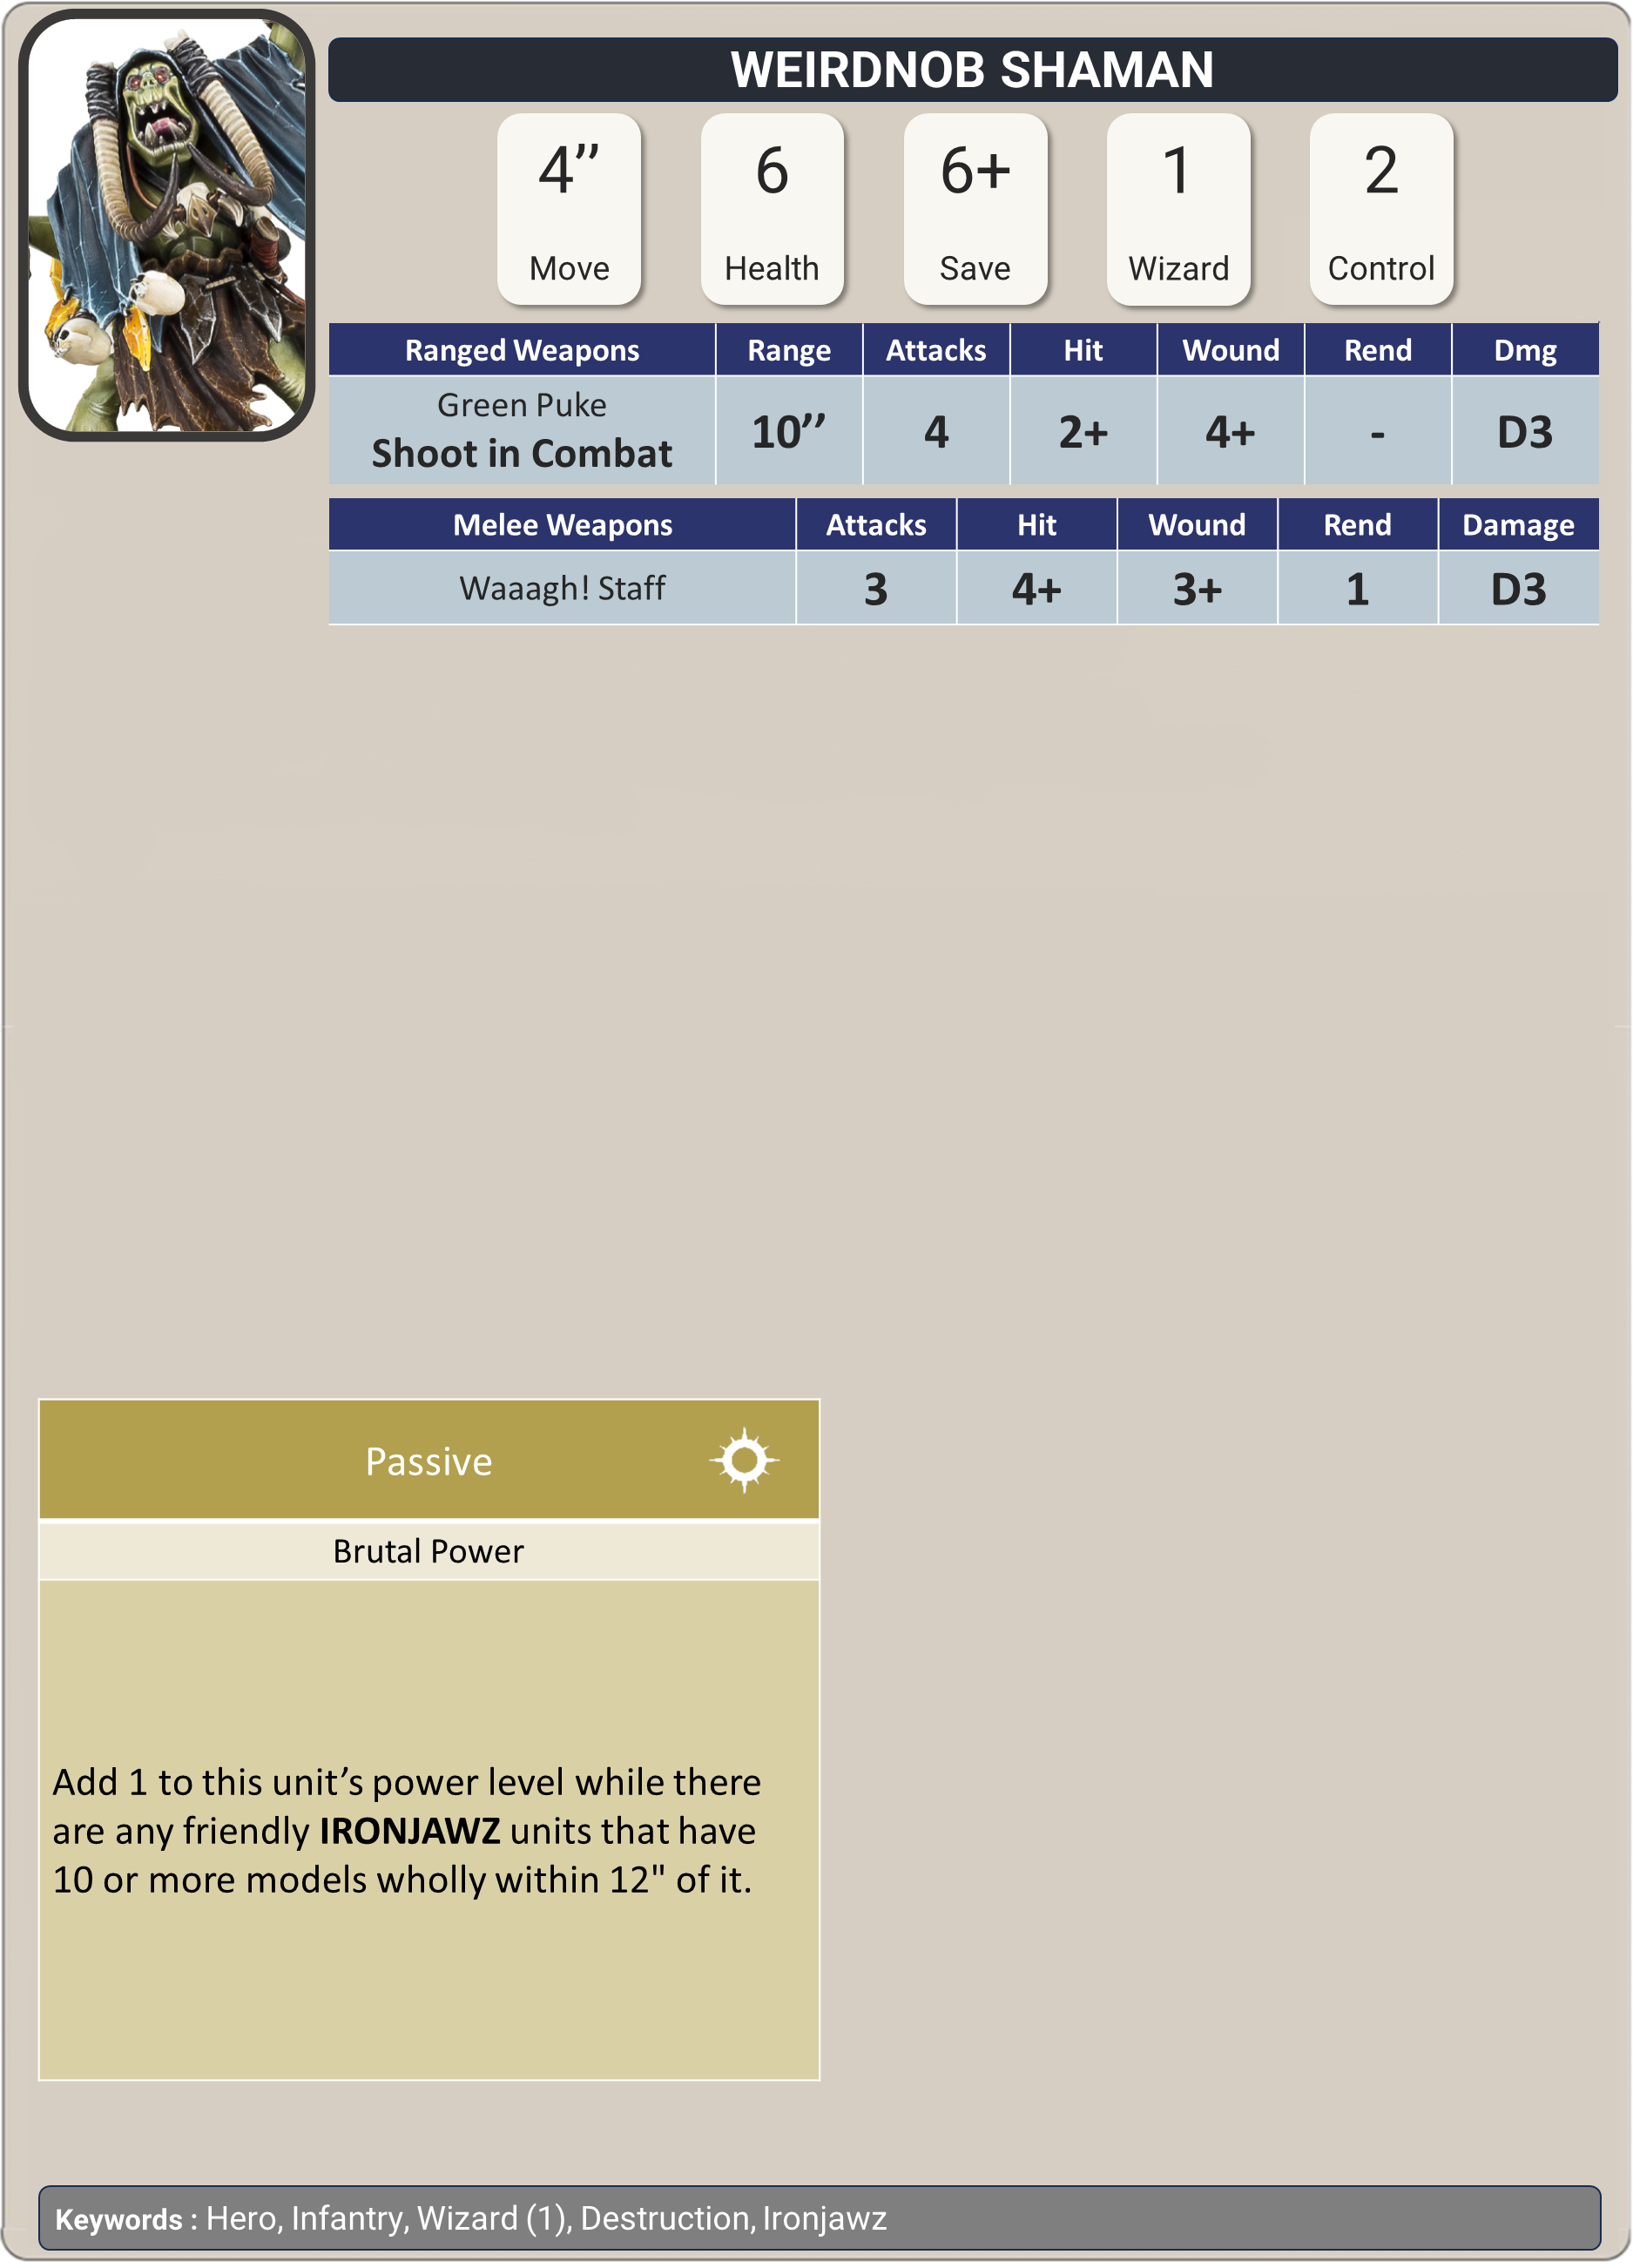 WEIRDNOB SHAMAN
4’’ 6 6+ 1 2
Move Health Save Wizard Control
Ranged Weapons Range Attacks Hit Wound Rend Dmg
Green Puke
Shoot in Combat 10’’ 4 2+ 4+ - D3
Melee Weapons Attacks Hit Wound Rend Damage
Waaagh! Staff 3 4+ 3+ 1 D3
Passive
Brutal Power
Add 1 to this unit’s power level while there
are any friendly IRONJAWZ units that have
10 or more models wholly within 12" of it.
Keywords : Hero, Infantry, Wizard (1), Destruction, Ironjawz